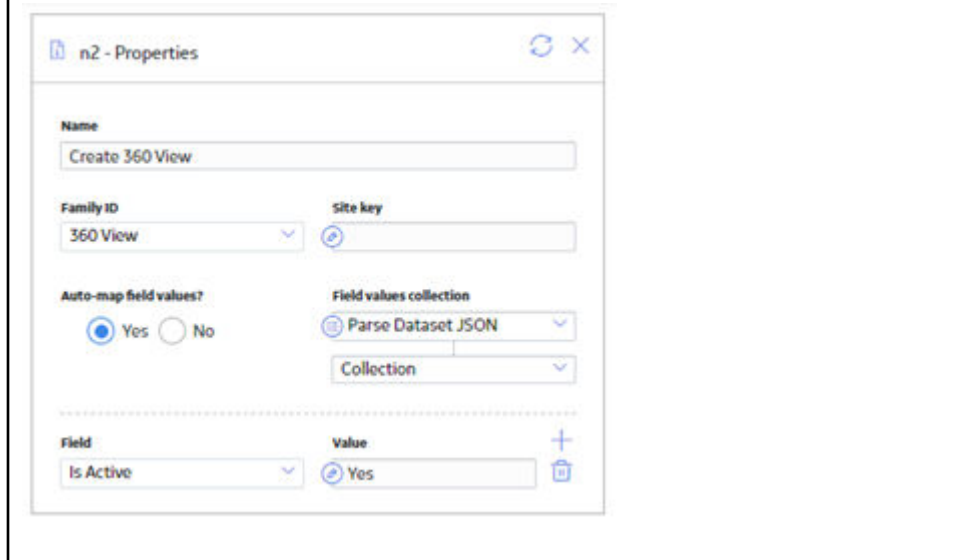 n2 - Properties
Name
Create 360 View
Family ID
Site key
360 View
Auto-map field values?
Field values collection
Yes
No
Parse Dataset JSON
Collection
Field
Value
Is Active
Yes